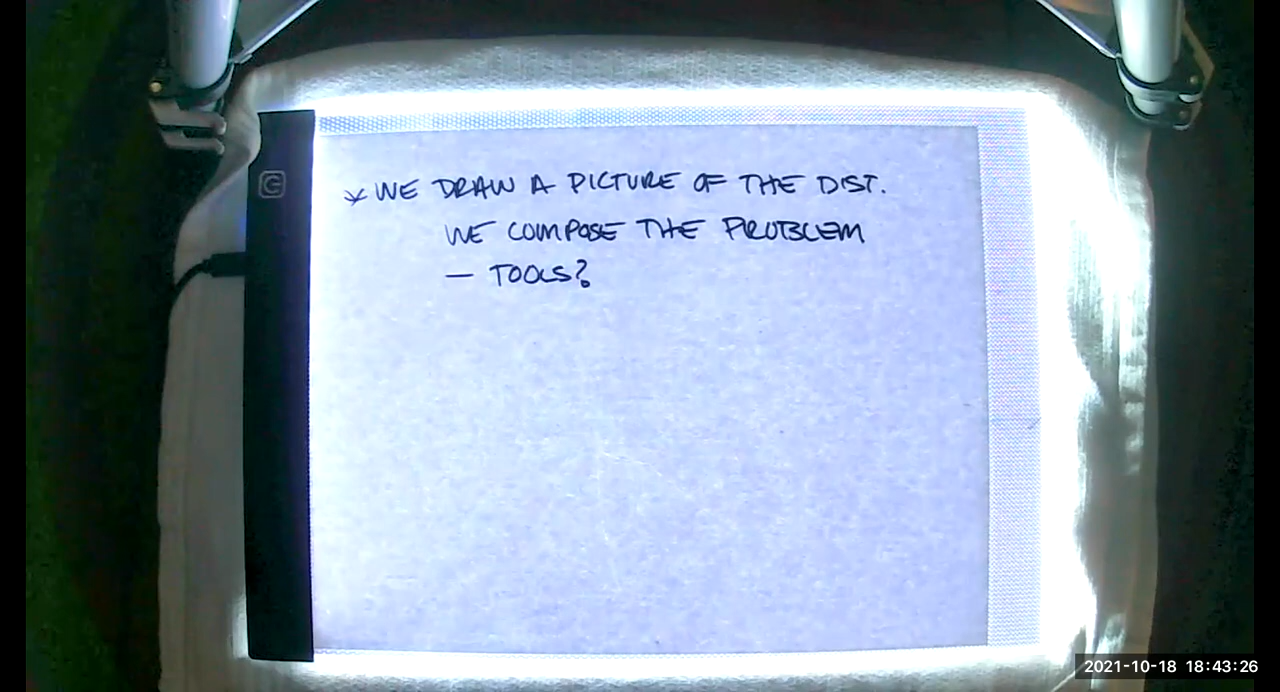 * WE DRAW A PICTURE OF THE DIST.
WE COMPOSE THE PROBLEM
— TOOLS?
2021-10-18 18:43:26